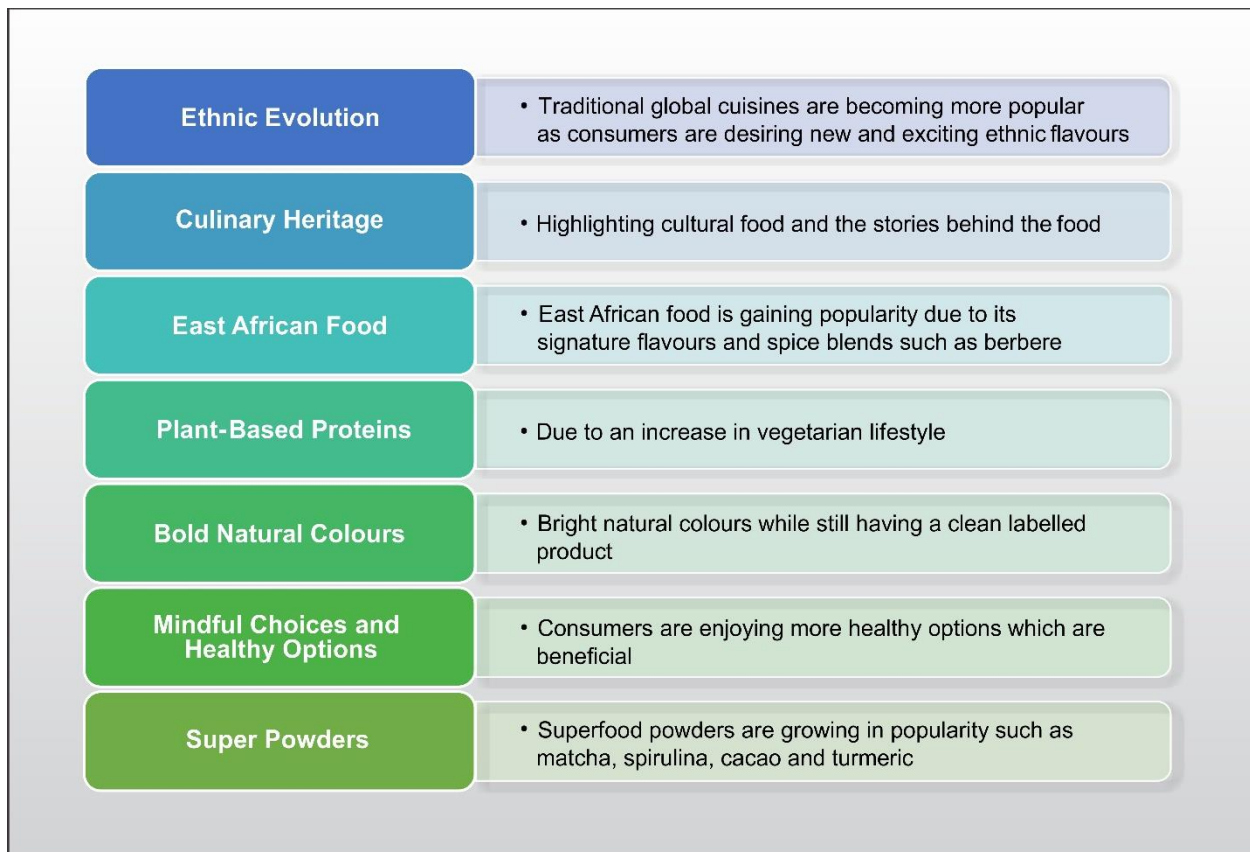 Ethnic Evolution
• Traditional global cuisines are becoming more popular
as consumers are desiring new and exciting ethnic flavours
Culinary Heritage
• Highlighting cultural food and the stories behind the food
East African Food
• East African food is gaining popularity due to its
signature flavours and spice blends such as berbere
Plant-Based Proteins
• Due to an increase in vegetarian lifestyle
Bold Natural Colours
• Bright natural colours while still having a clean labelled
product
Mindful Choices and
Healthy Options
• Consumers are enjoying more healthy options which are
beneficial
Super Powders
• Superfood powders are growing in popularity such as
matcha, spirulina, cacao and turmeric